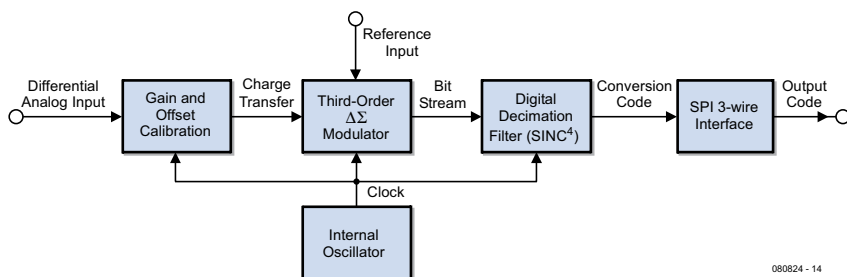 Reference
Input
Differential
Analog Input
Gain and
Offset
Calibration
Charge
Transfer
Third-Order
ΔΣ
Modulator
Bit
Stream
Digital
Decimation
Filter (SINC⁴)
Conversion
Code
SPI 3-wire
Interface
Output
Code
Clock
Internal
Oscillator
080824 - 14